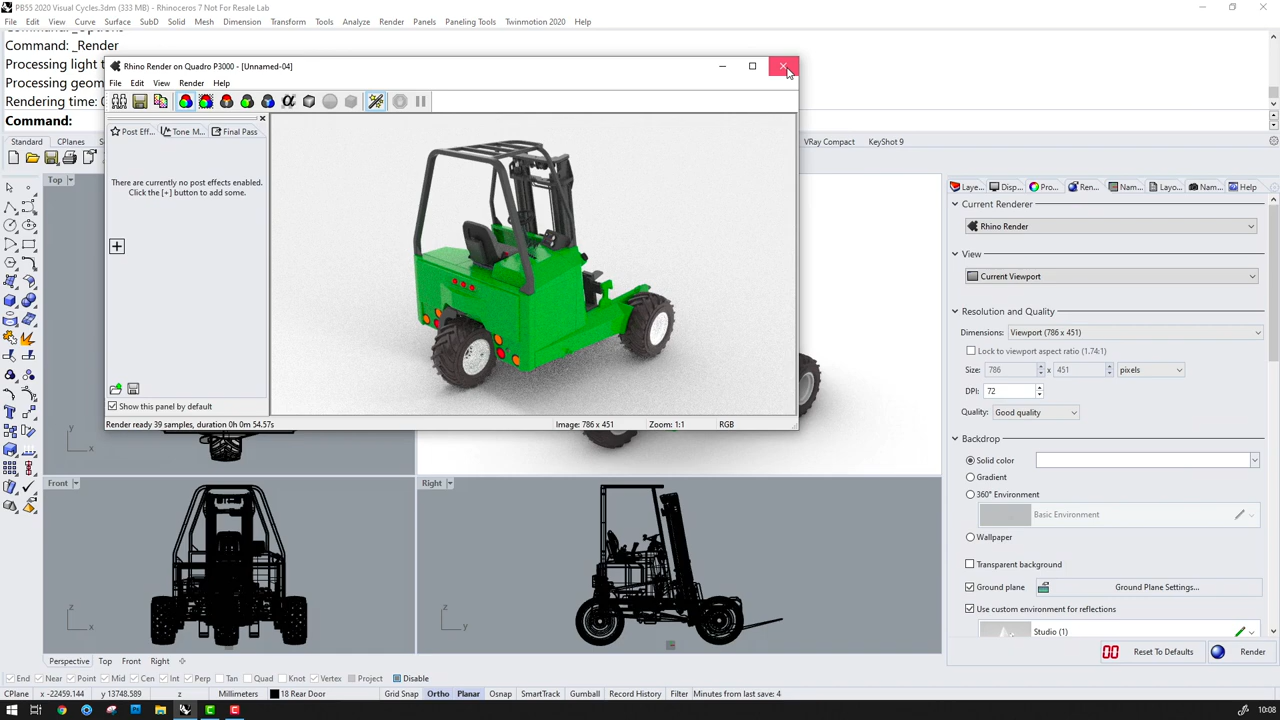 PB55 2020 Visual Cycles.3dm (333 MB) - Rhinoceros 7 Not For Resale Lab
File Edit View Curve Surface SubD Solid Mesh Dimension Transform Tools Analyze Render Panels Paneling Tools Twinmotion 2020 Help
Command: _Render
Processing light t
Processing geom
Rendering time: 0
Command:
Rhino Render on Quadro P3000 - [Unnamed-04]
File Edit View Render Help
Post Eff... Tone M... Final Pass
There are currently no post effects enabled.
Click the [+] button to add some.
Show this panel by default
Render ready 39 samples, duration 0h 0m 54.57s Image: 786 x 451 Zoom: 1:1 RGB
Standard CPlanes VRay Compact KeyShot 9
Top
y
x
Front
z
x
Right
z
y
Laye... Disp... Pro... Ren... Nam... Layo... Nam... Help
Current Renderer
Rhino Render
View
Current Viewport
Resolution and Quality
Dimensions: Viewport (786 x 451)
Lock to viewport aspect ratio (1.74:1)
Size: 786 x 451 pixels
DPI: 72
Quality: Good quality
Backdrop
Solid color
Gradient
360° Environment
Basic Environment
Wallpaper
Transparent background
Ground plane Ground Plane Settings...
Use custom environment for reflections
Studio (1)
Reset To Defaults Render
Perspective Top Front Right
End Near Point Mid Cen Int Perp Tan Quad Knot Vertex Project Disable
CPlane x -22459.144 y 13748.589 z Millimeters 18 Rear Door Grid Snap Ortho Planar Osnap SmartTrack Gumball Record History Filter Minutes from last save: 4
10:08